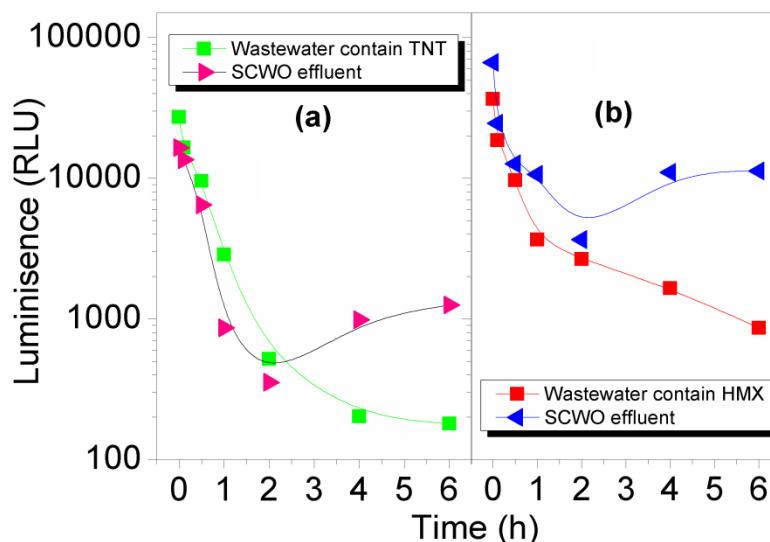 100000
10000
1000
100
Luminisence (RLU)
Wastewater contain TNT
SCWO effluent
(a)
0 1 2 3 4 5 6
(b)
Wastewater contain HMX
SCWO effluent
0 1 2 3 4 5 6
Time (h)